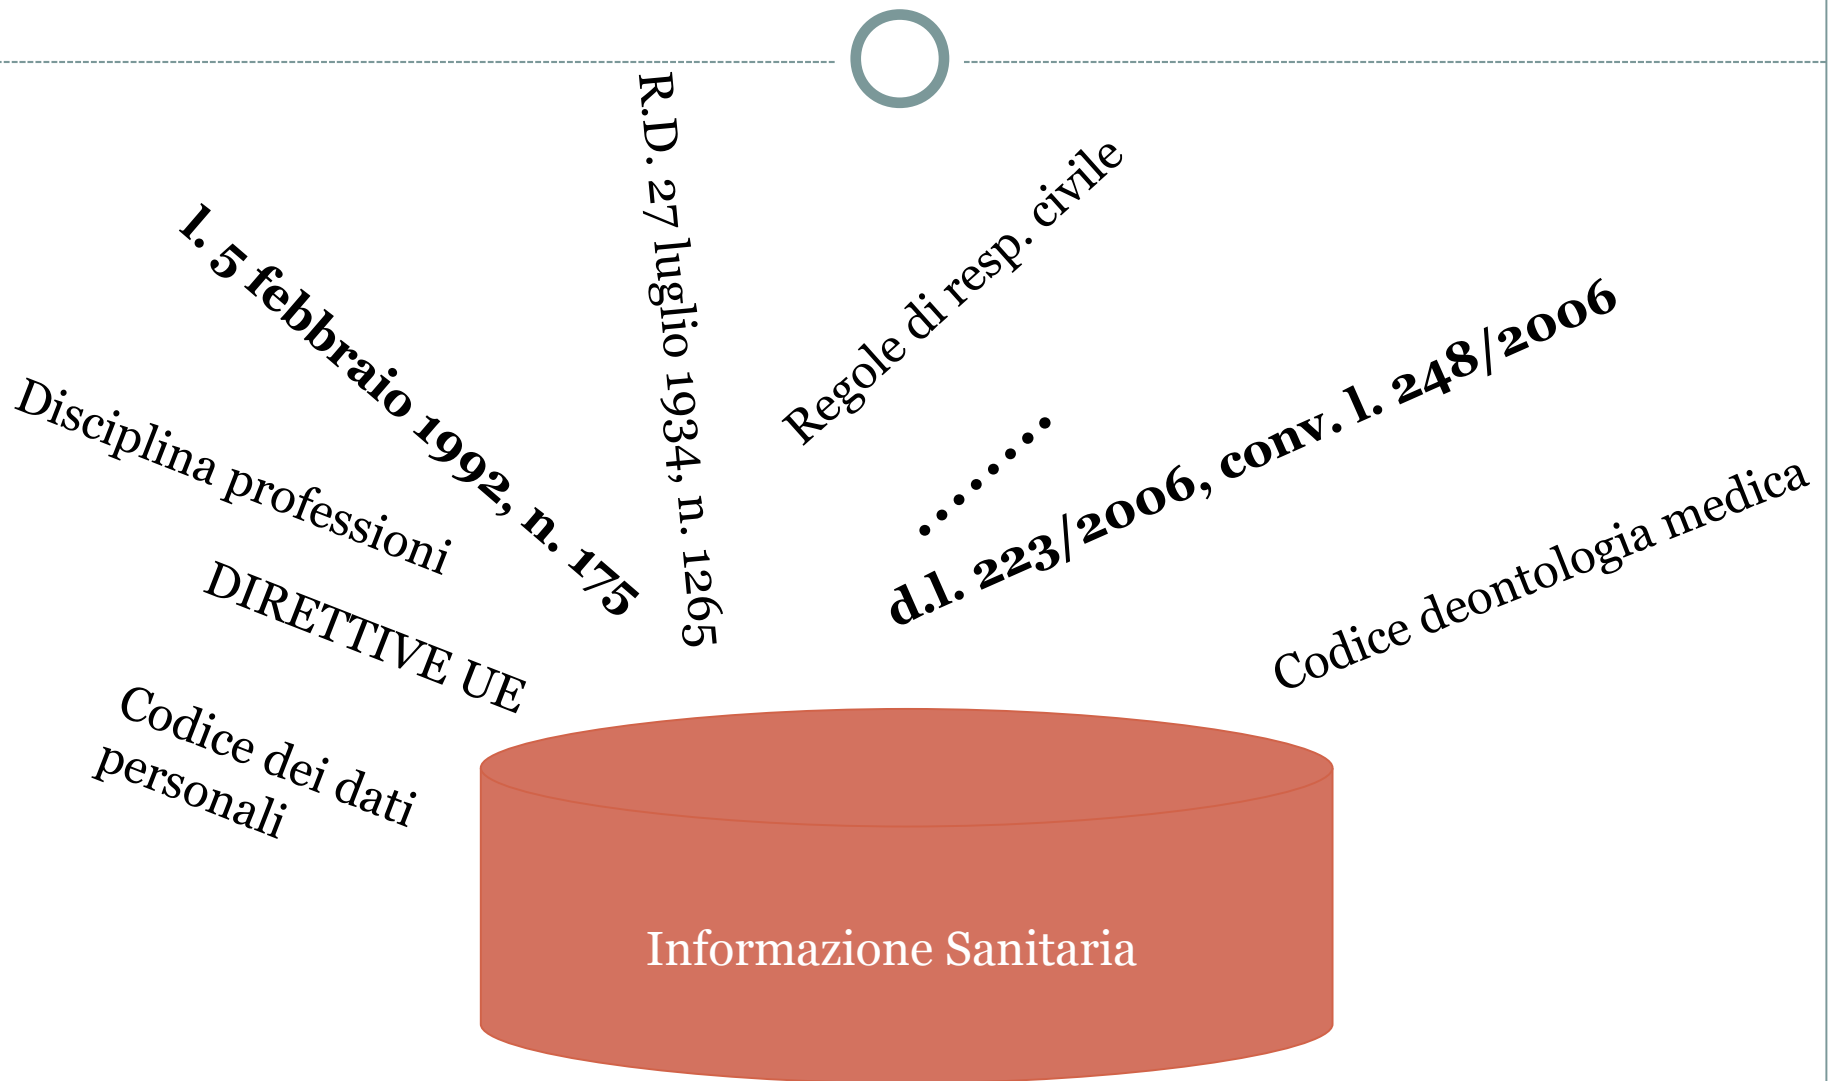 R.D. 27 luglio 1934, n. 1265
Regole di resp. civile
l. 5 febbraio 1992, n. 175
........
d.l. 223/2006, conv. l. 248/2006
Disciplina professioni
Codice deontologia medica
DIRETTIVE UE
Codice dei dati
personali
Informazione Sanitaria